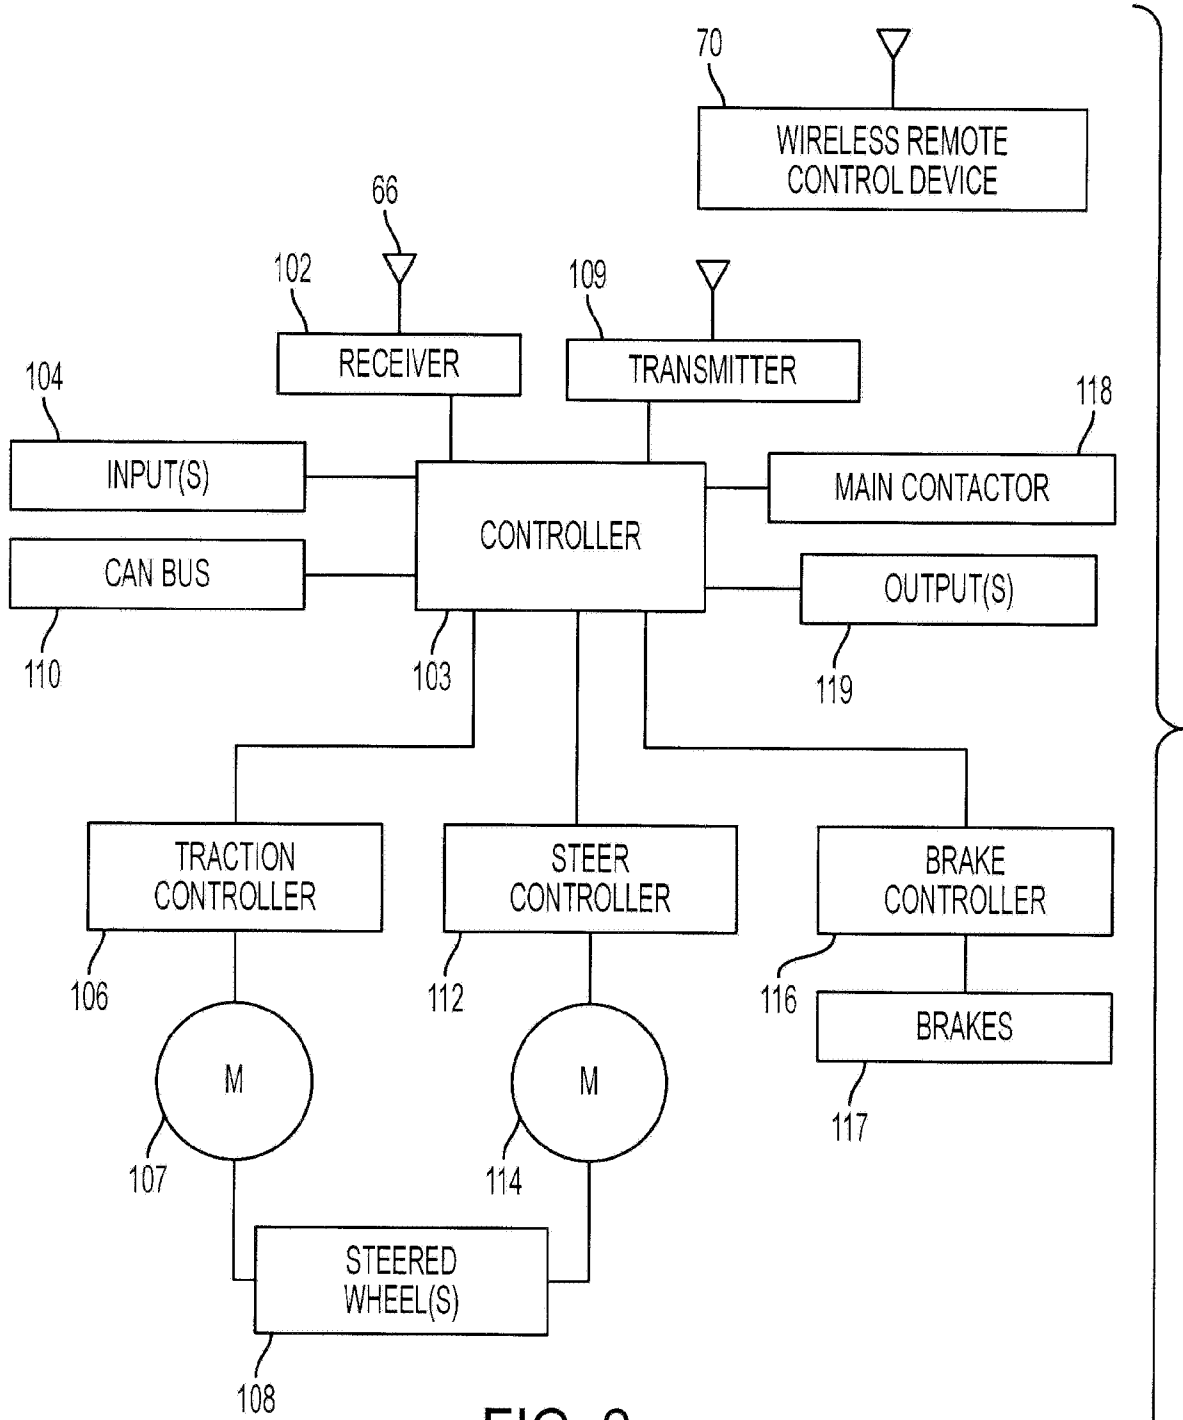 70
WIRELESS REMOTE
CONTROL DEVICE
66
102
109
RECEIVER
TRANSMITTER
104
118
INPUT(S)
MAIN CONTACTOR
CONTROLLER
CAN BUS
OUTPUT(S)
110
103
119
TRACTION
CONTROLLER
STEER
CONTROLLER
BRAKE
CONTROLLER
106
112
116
BRAKES
M
M
117
107
114
STEERED
WHEEL(S)
108